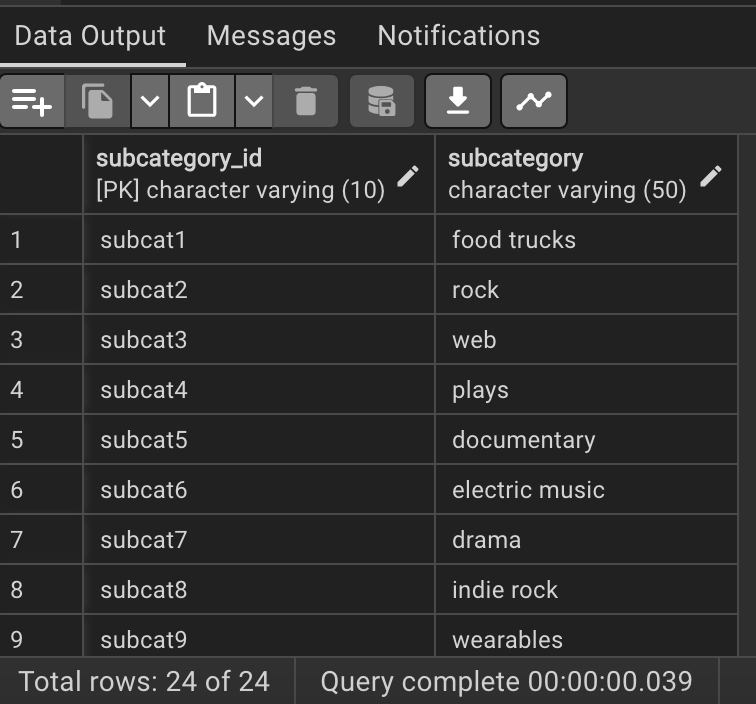 Data Output Messages Notifications
subcategory_id subcategory
[PK] character varying (10) character varying (50)
1 subcat1 food trucks
2 subcat2 rock
3 subcat3 web
4 subcat4 plays
5 subcat5 documentary
6 subcat6 electric music
7 subcat7 drama
8 subcat8 indie rock
9 subcat9 wearables
Total rows: 24 of 24 Query complete 00:00:00.039